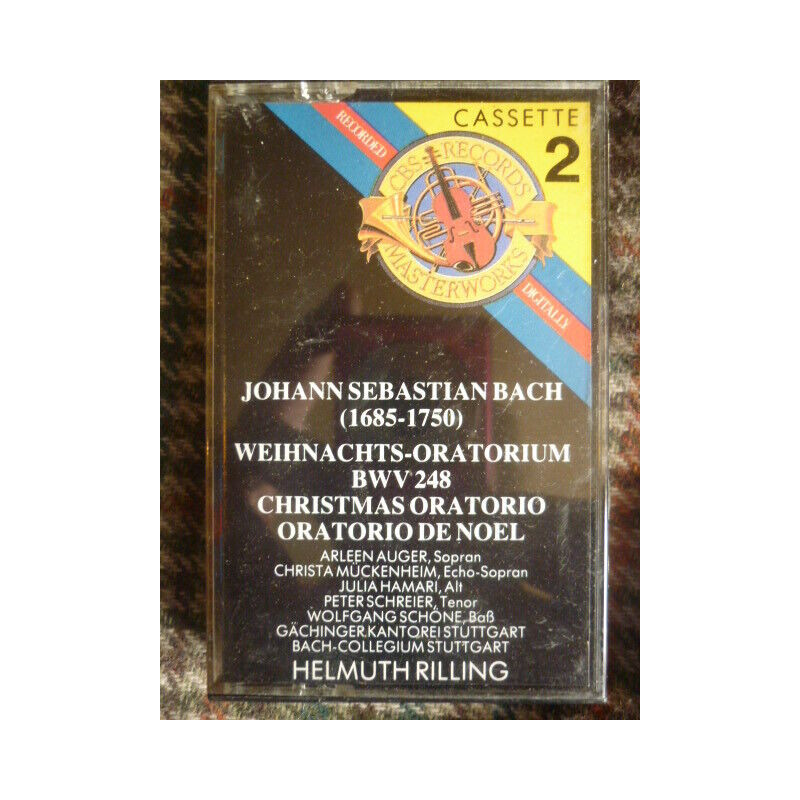 CASSETTE
2
RECORDED
DIGITALLY
CBS RECORDS
MASTERWORKS
JOHANN SEBASTIAN BACH
(1685-1750)
WEIHNACHTS-ORATORIUM
BWV 248
CHRISTMAS ORATORIO
ORATORIO DE NOEL
ARLEEN AUGER, Sopran
CHRISTA MÜCKENHEIM, Echo-Sopran
JULIA HAMARI, Alt
PETER SCHREIER, Tenor
WOLFGANG SCHÖNE, Baß
GÄCHINGER KANTOREI STUTTGART
BACH-COLLEGIUM STUTTGART
HELMUTH RILLING